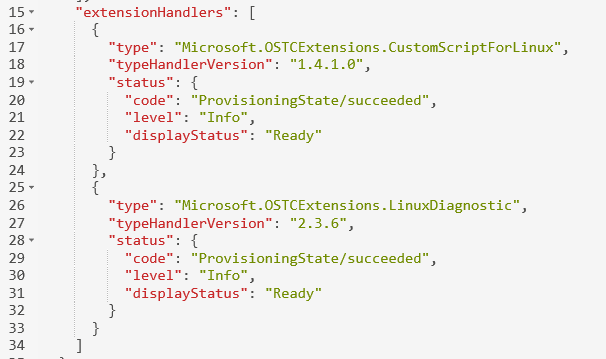 15 "extensionHandlers": [
16 {
17 "type": "Microsoft.OSTCExtensions.CustomScriptForLinux",
18 "typeHandlerVersion": "1.4.1.0",
19 "status": {
20 "code": "ProvisioningState/succeeded",
21 "level": "Info",
22 "displayStatus": "Ready"
23 }
24 },
25 {
26 "type": "Microsoft.OSTCExtensions.LinuxDiagnostic",
27 "typeHandlerVersion": "2.3.6",
28 "status": {
29 "code": "ProvisioningState/succeeded",
30 "level": "Info",
31 "displayStatus": "Ready"
32 }
33 }
34 ]